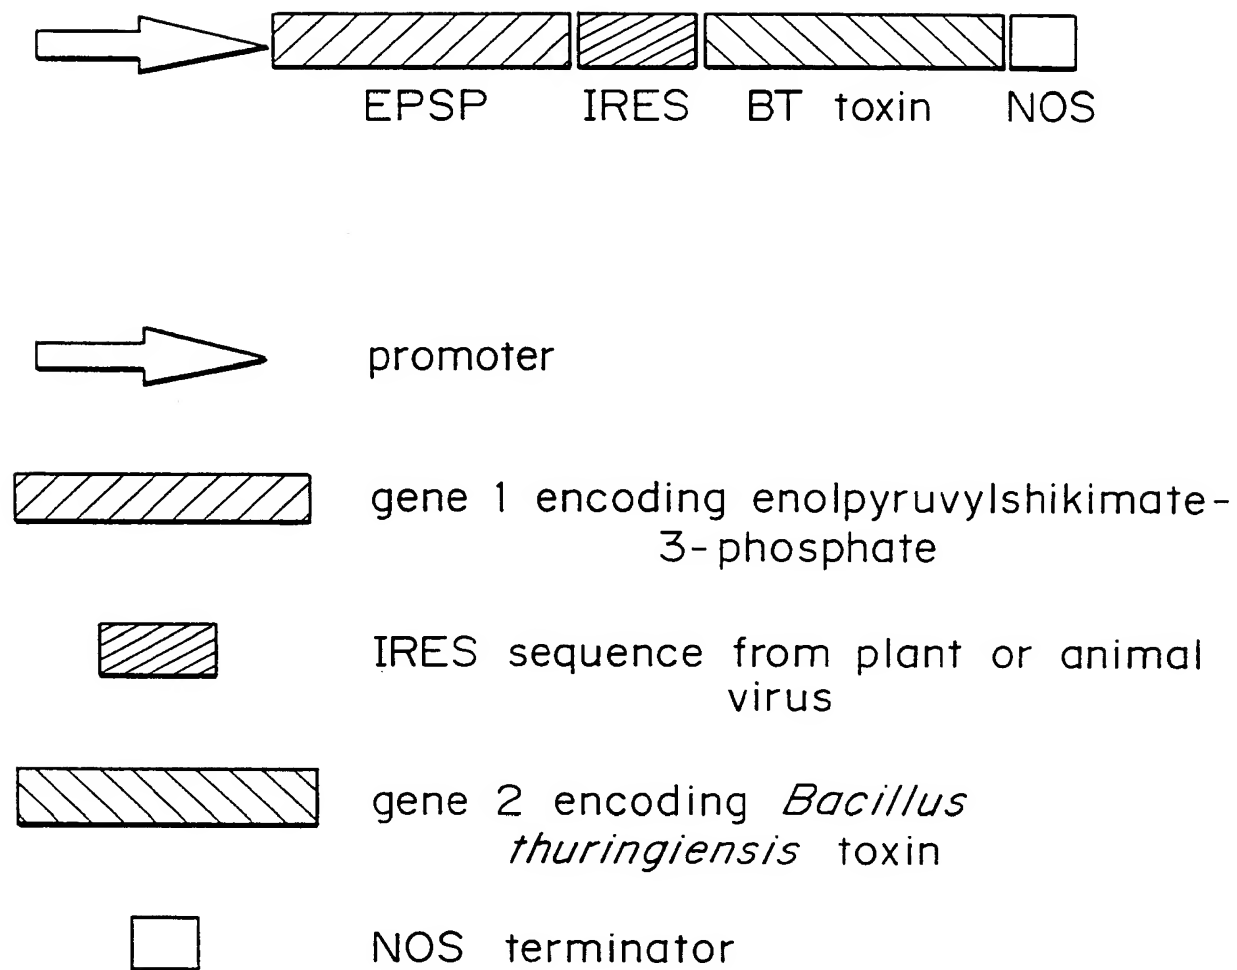 EPSP IRES BT toxin NOS
promoter
gene 1 encoding enolpyruvylshikimate-
3-phosphate
IRES sequence from plant or animal
virus
gene 2 encoding Bacillus
thuringiensis toxin
NOS terminator